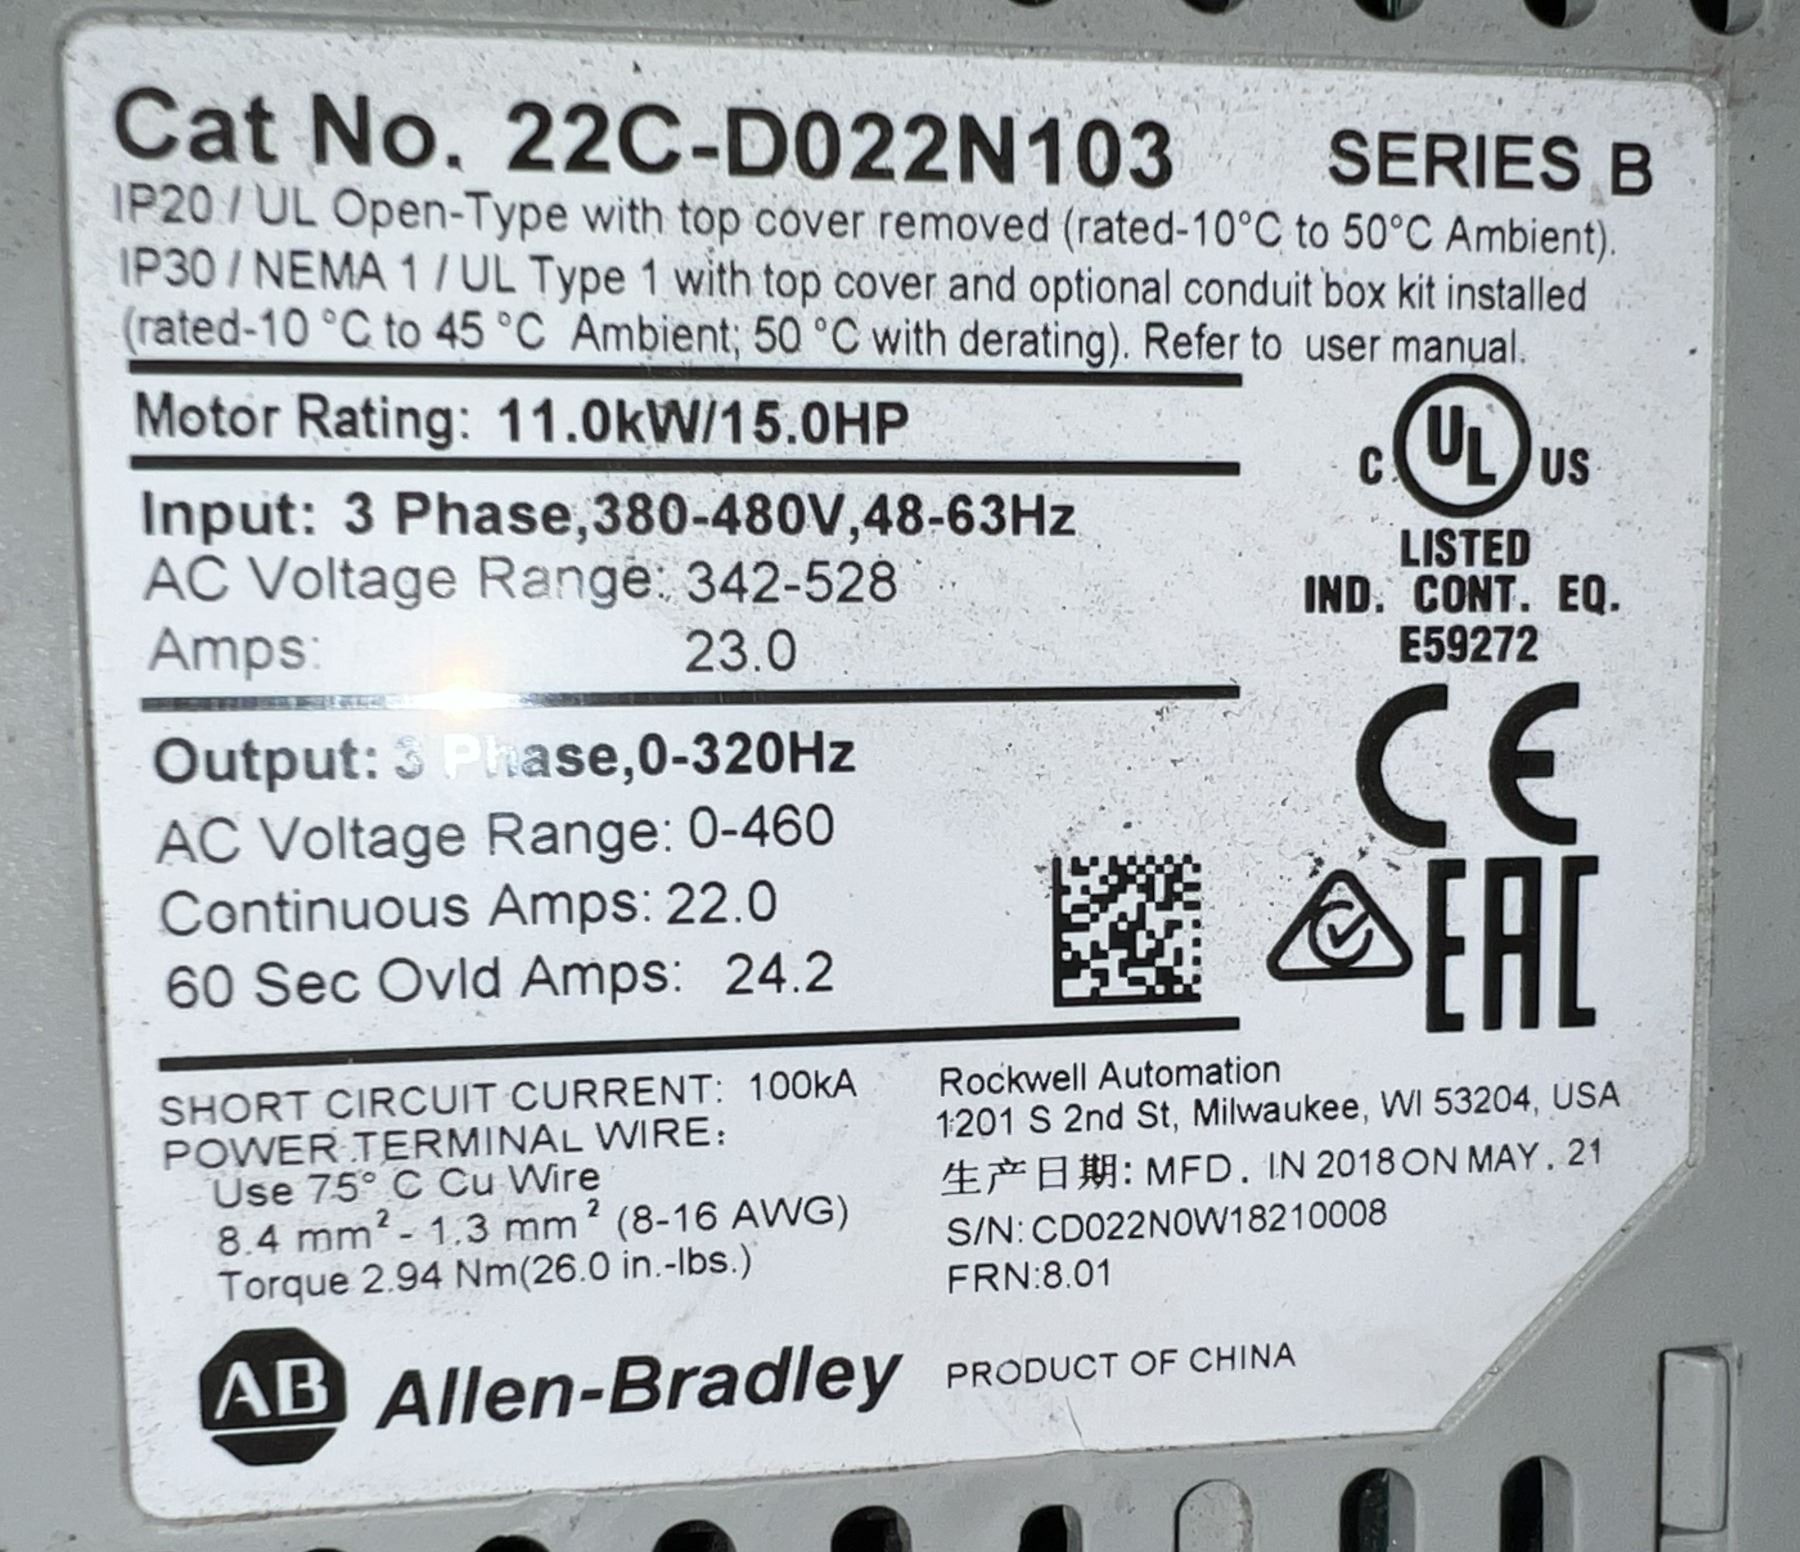 Cat No. 22C-D022N103 SERIES B
IP20 / UL Open-Type with top cover removed (rated-10°C to 50°C Ambient).
IP30 / NEMA 1 / UL Type 1 with top cover and optional conduit box kit installed
(rated-10 °C to 45 °C Ambient; 50 °C with derating). Refer to user manual.
Motor Rating: 11.0kW/15.0HP
Input: 3 Phase,380-480V,48-63Hz
AC Voltage Range: 342-528
Amps: 23.0
Output: 3 Phase,0-320Hz
AC Voltage Range: 0-460
Continuous Amps: 22.0
60 Sec Ovld Amps: 24.2
C UL US
LISTED
IND. CONT. EQ.
E59272
CE
EAC
SHORT CIRCUIT CURRENT: 100kA
POWER TERMINAL WIRE:
Use 75° C Cu Wire
8.4 mm² - 1.3 mm² (8-16 AWG)
Torque 2.94 Nm(26.0 in.-lbs.)
Rockwell Automation
1201 S 2nd St, Milwaukee, WI 53204, USA
生产日期: MFD. IN 2018 ON MAY. 21
S/N: CD022N0W18210008
FRN:8.01
AB Allen-Bradley
PRODUCT OF CHINA